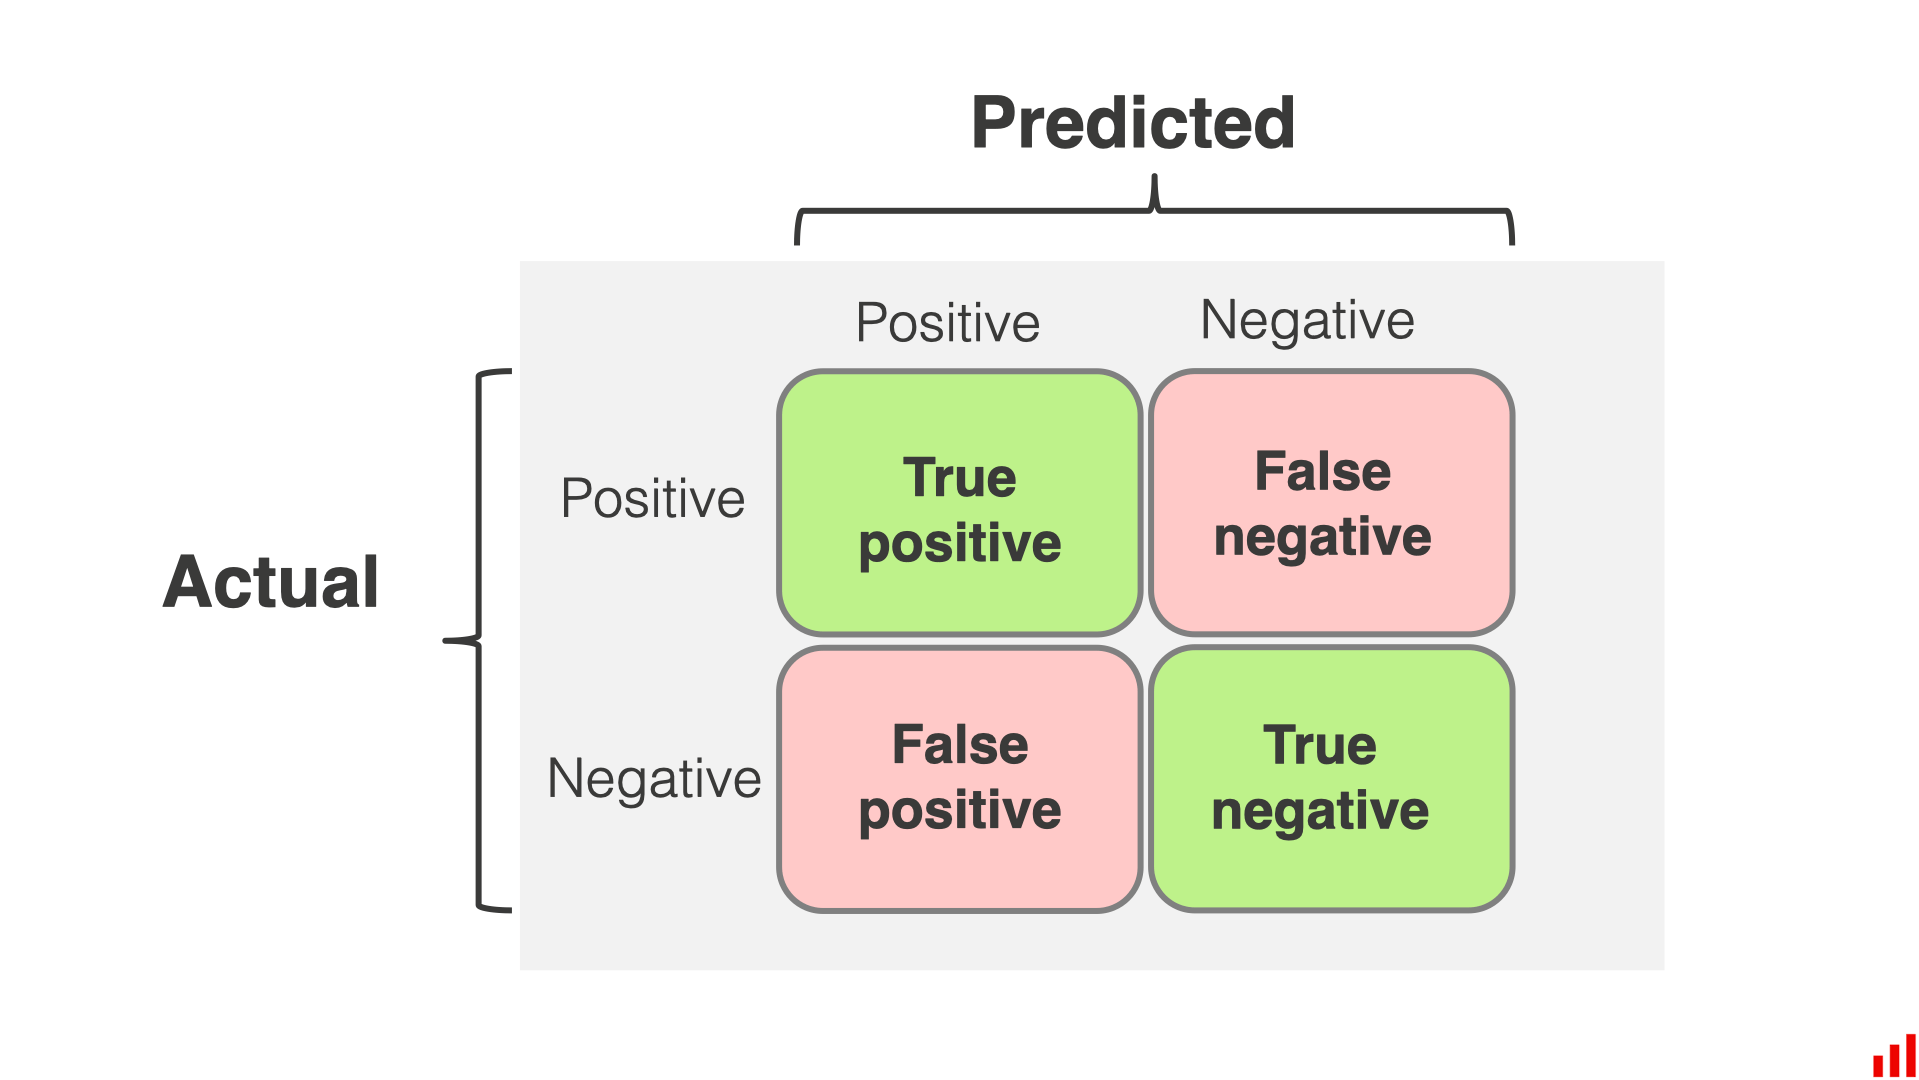 Predicted
Positive Negative
Positive
True
positive
False
negative
Actual
Negative
False
positive
True
negative